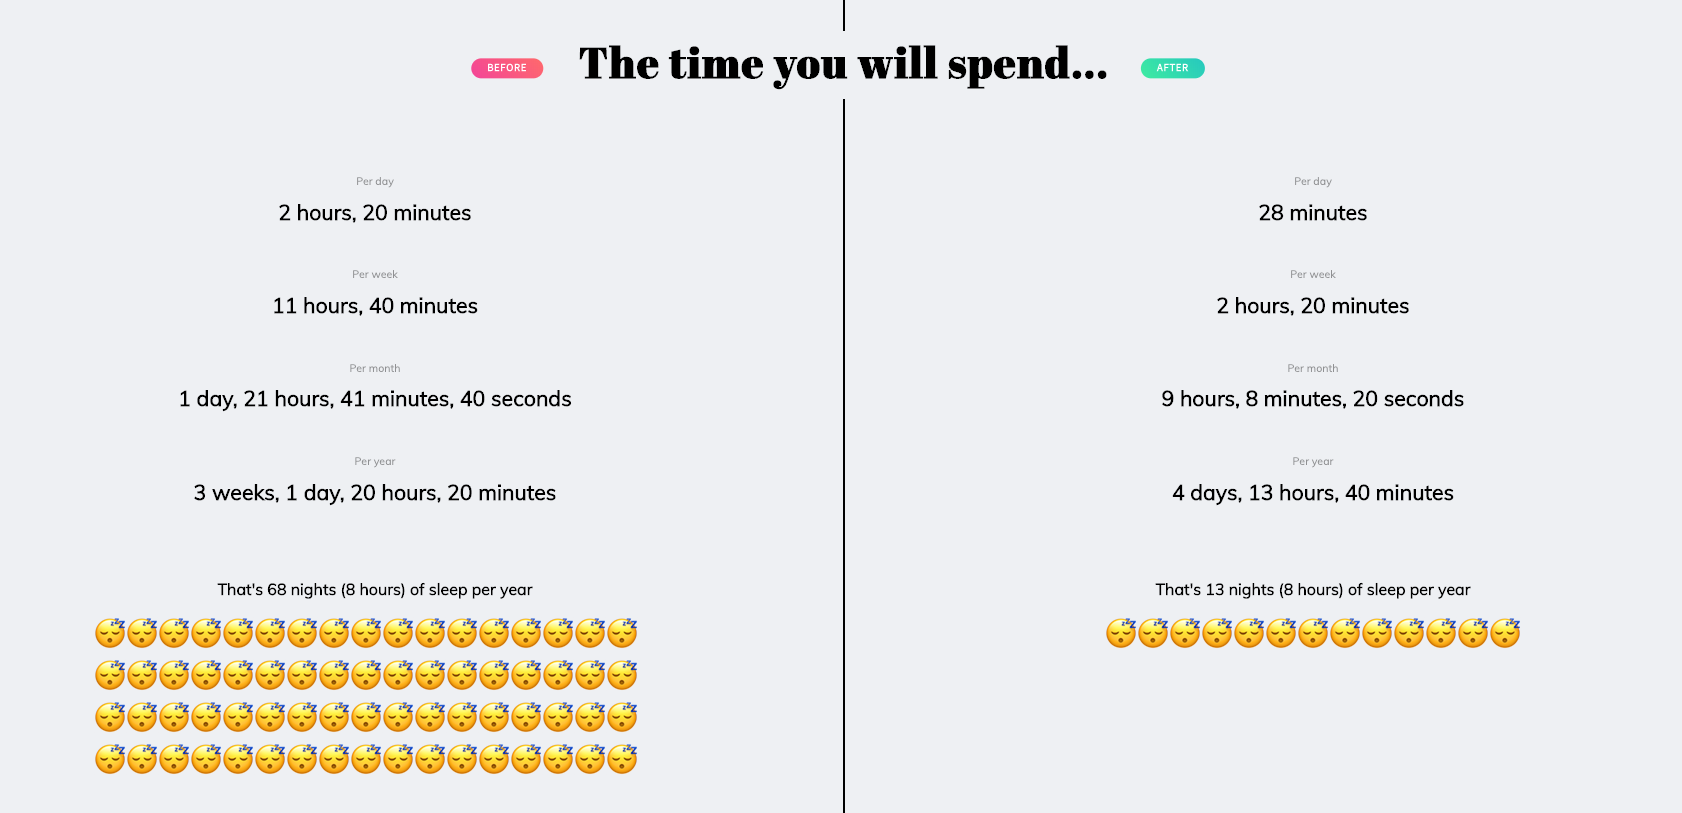 BEFORE
The time you will spend...
AFTER
Per day
2 hours, 20 minutes
Per week
11 hours, 40 minutes
Per month
1 day, 21 hours, 41 minutes, 40 seconds
Per year
3 weeks, 1 day, 20 hours, 20 minutes
That's 68 nights (8 hours) of sleep per year
Per day
28 minutes
Per week
2 hours, 20 minutes
Per month
9 hours, 8 minutes, 20 seconds
Per year
4 days, 13 hours, 40 minutes
That's 13 nights (8 hours) of sleep per year